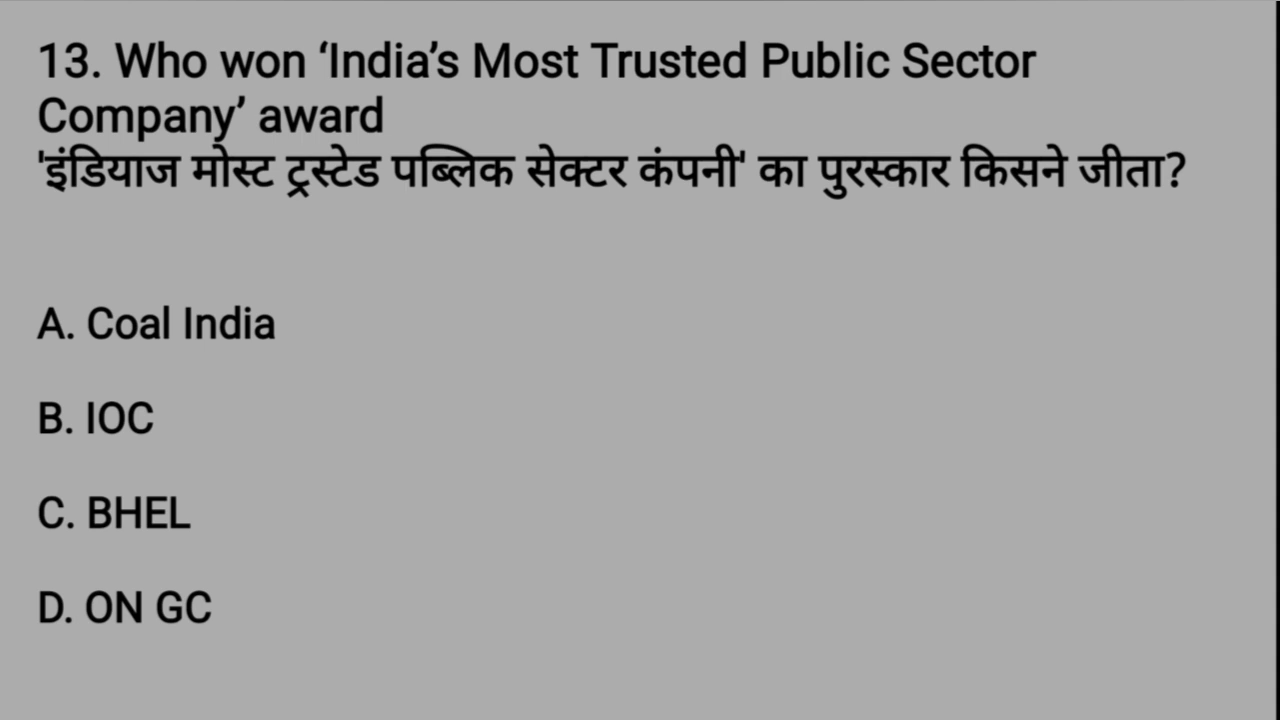 13. Who won ‘India’s Most Trusted Public Sector
Company’ award
'इंडियाज मोस्ट ट्रस्टेड पब्लिक सेक्टर कंपनी' का पुरस्कार किसने जीता?
A. Coal India
B. IOC
C. BHEL
D. ON GC